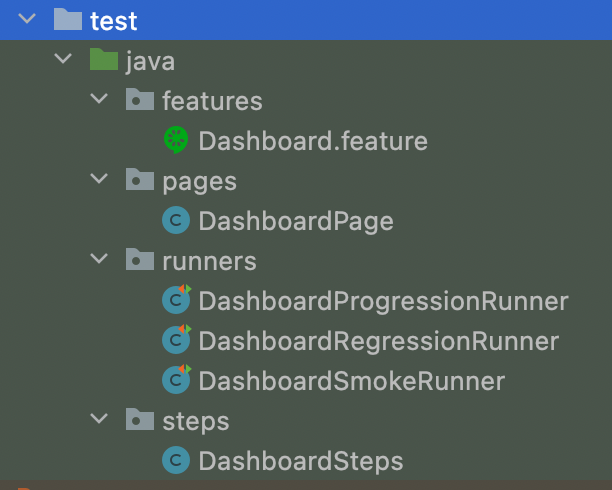 test
java
features
Dashboard.feature
pages
DashboardPage
runners
DashboardProgressionRunner
DashboardRegressionRunner
DashboardSmokeRunner
steps
DashboardSteps